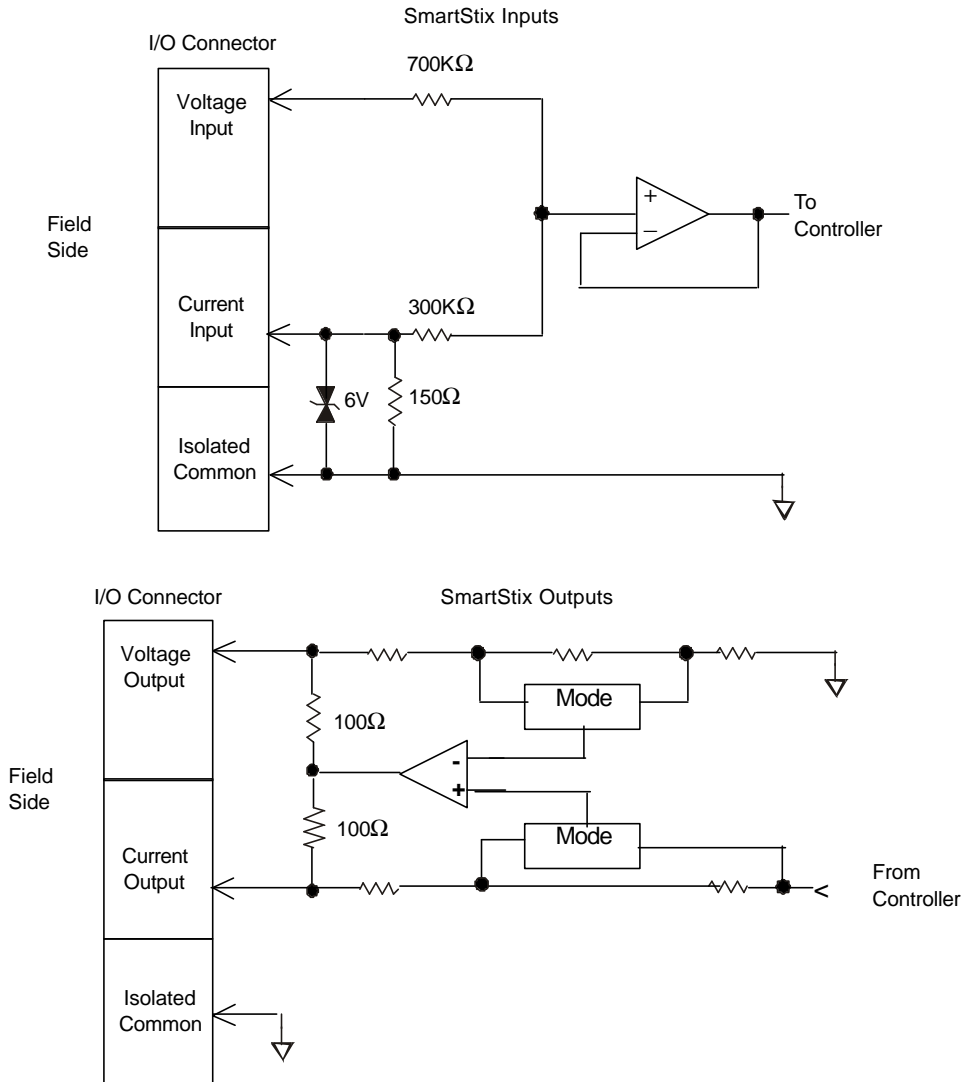 SmartStix Inputs
I/O Connector
700KΩ
Voltage
Input
+
−
To
Controller
Field
Side
Current
Input
300KΩ
6V
150Ω
Isolated
Common
I/O Connector
SmartStix Outputs
Voltage
Output
Mode
100Ω
-
+
Field
Side
100Ω
Mode
Current
Output
From
Controller
<
Isolated
Common